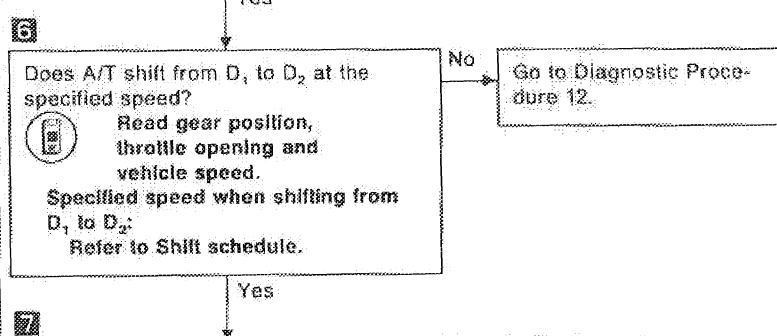 Yes
6
Does A/T shift from D₁ to D₂ at the
specified speed?
Read gear position,
throttle opening and
vehicle speed.
Specified speed when shifting from
D₁ to D₂:
Refer to Shift schedule.
No
Go to Diagnostic Proce-
dure 12.
Yes
7